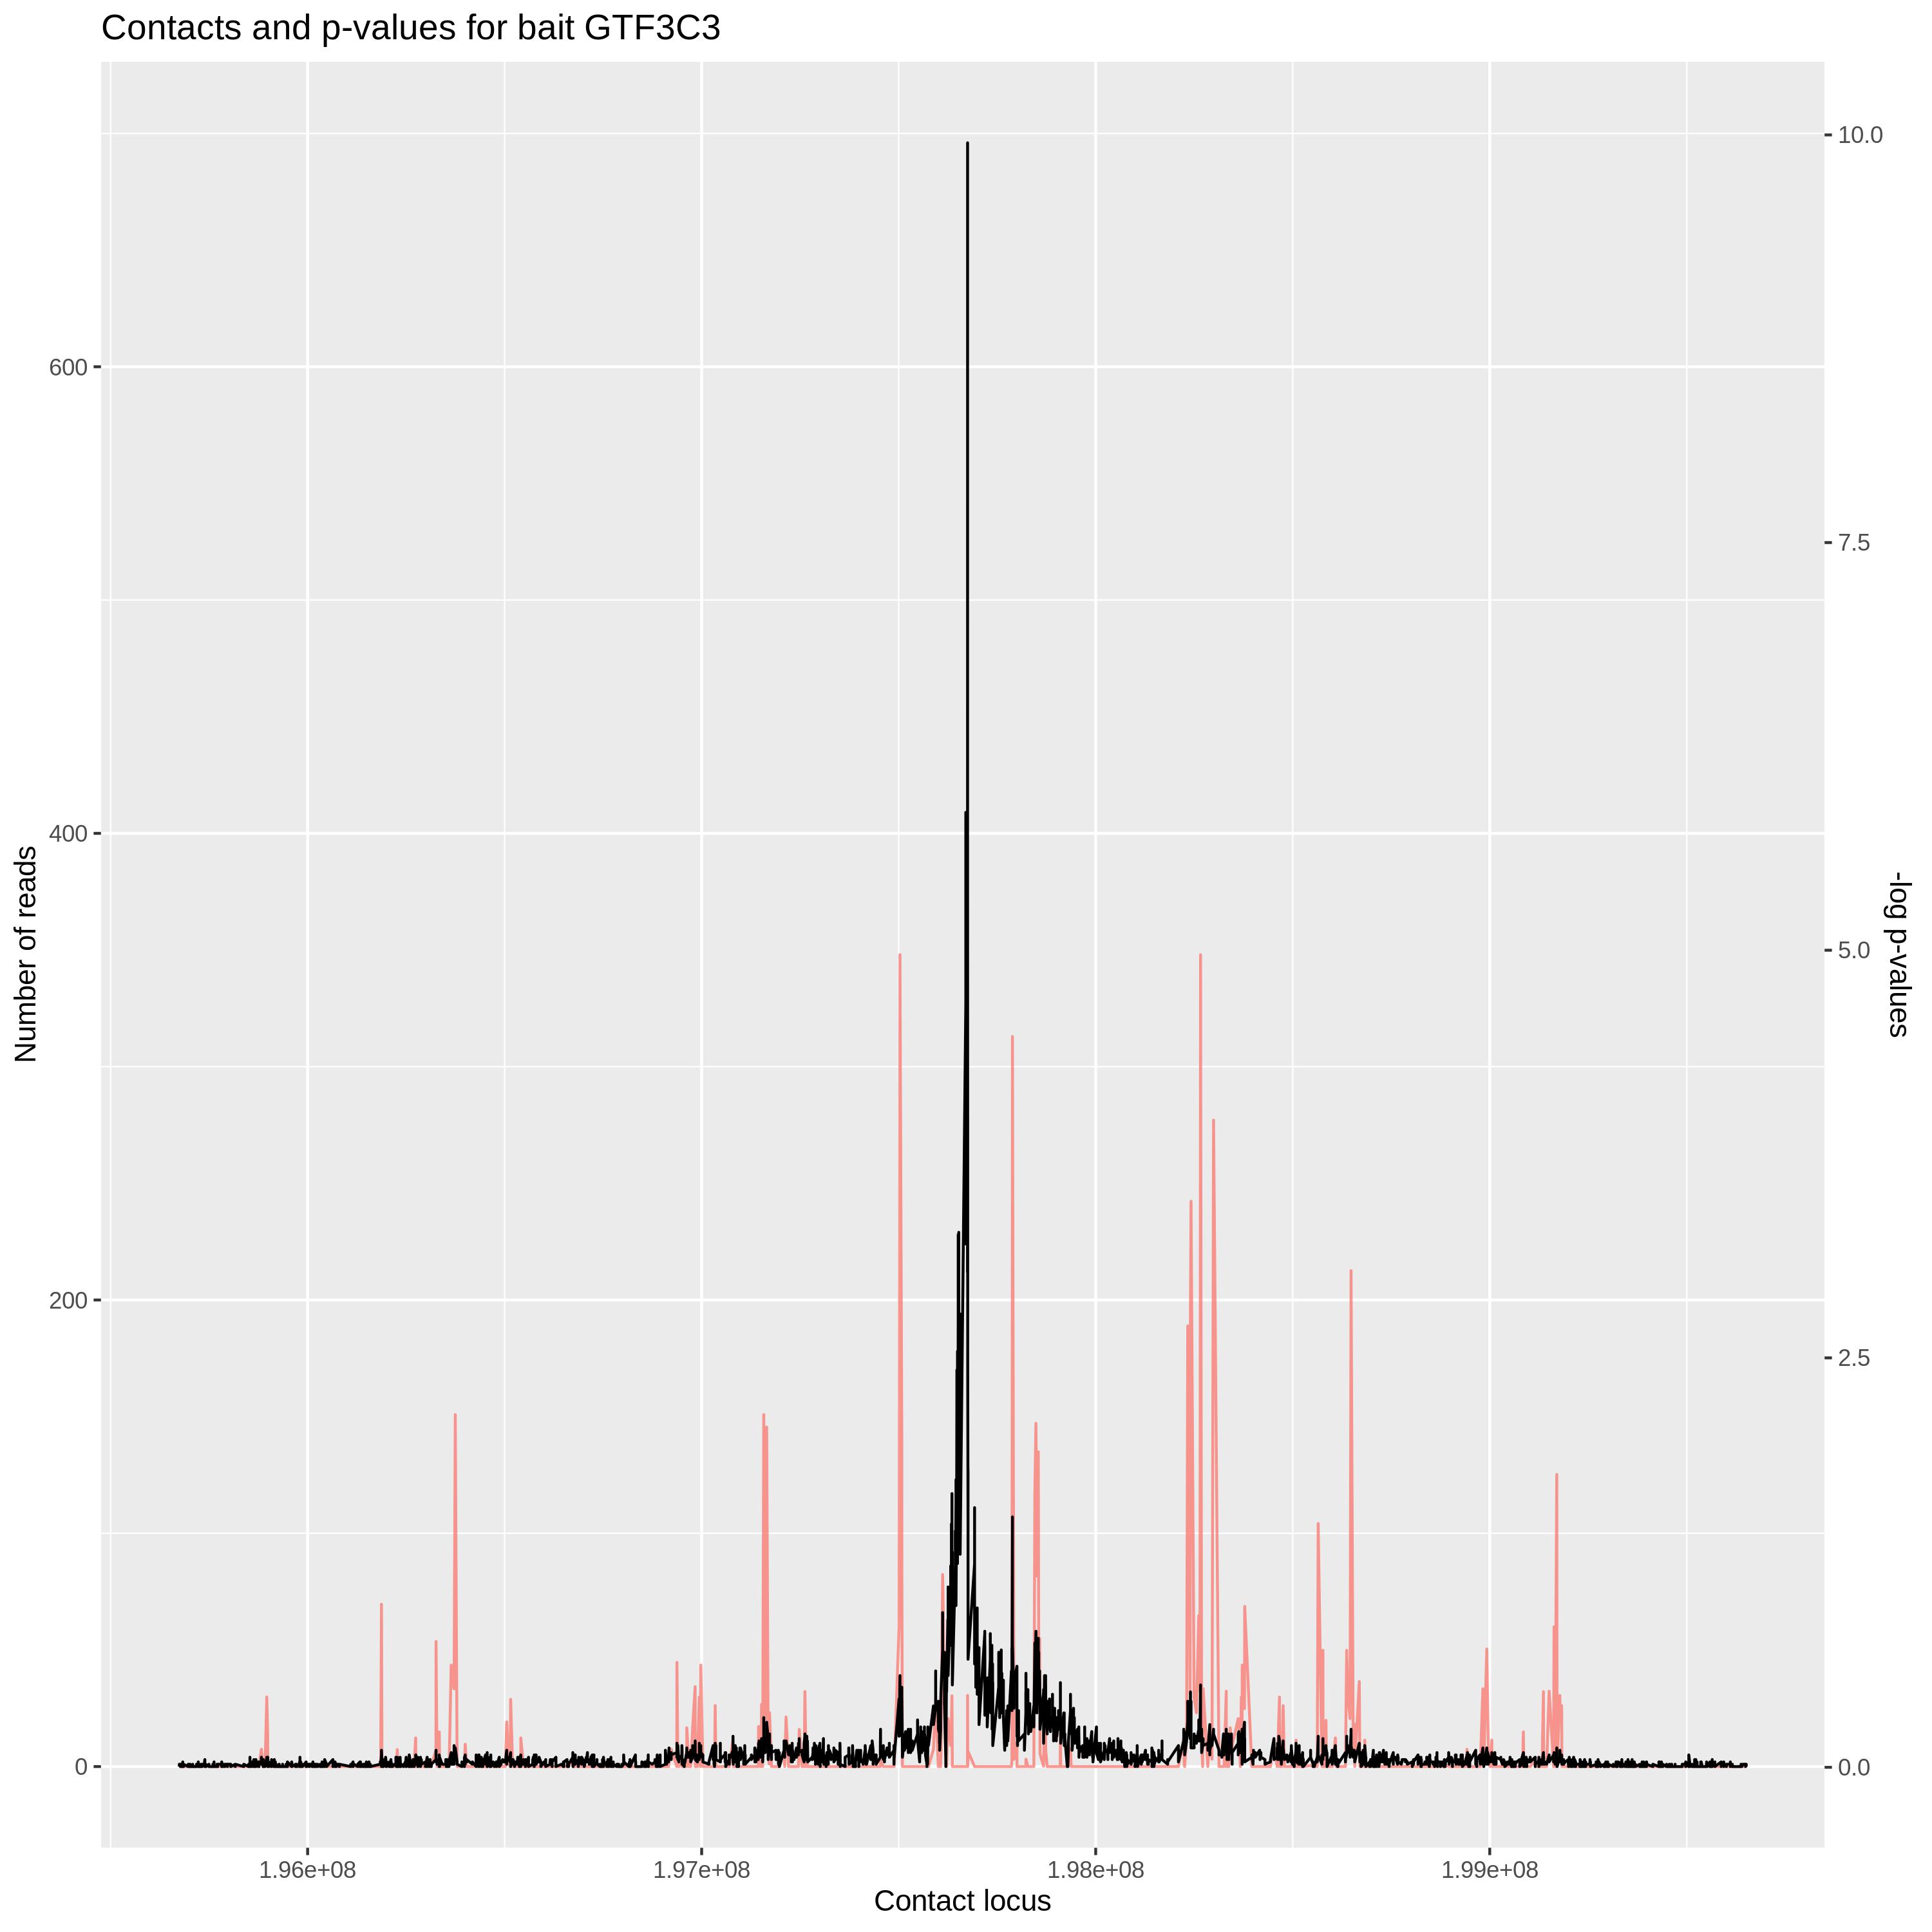 Contacts and p-values for bait GTF3C3
Number of reads
600
400
200
0
10.0
7.5
5.0
2.5
0.0
-log p-values
1.96e+08
1.97e+08
1.98e+08
1.99e+08
Contact locus